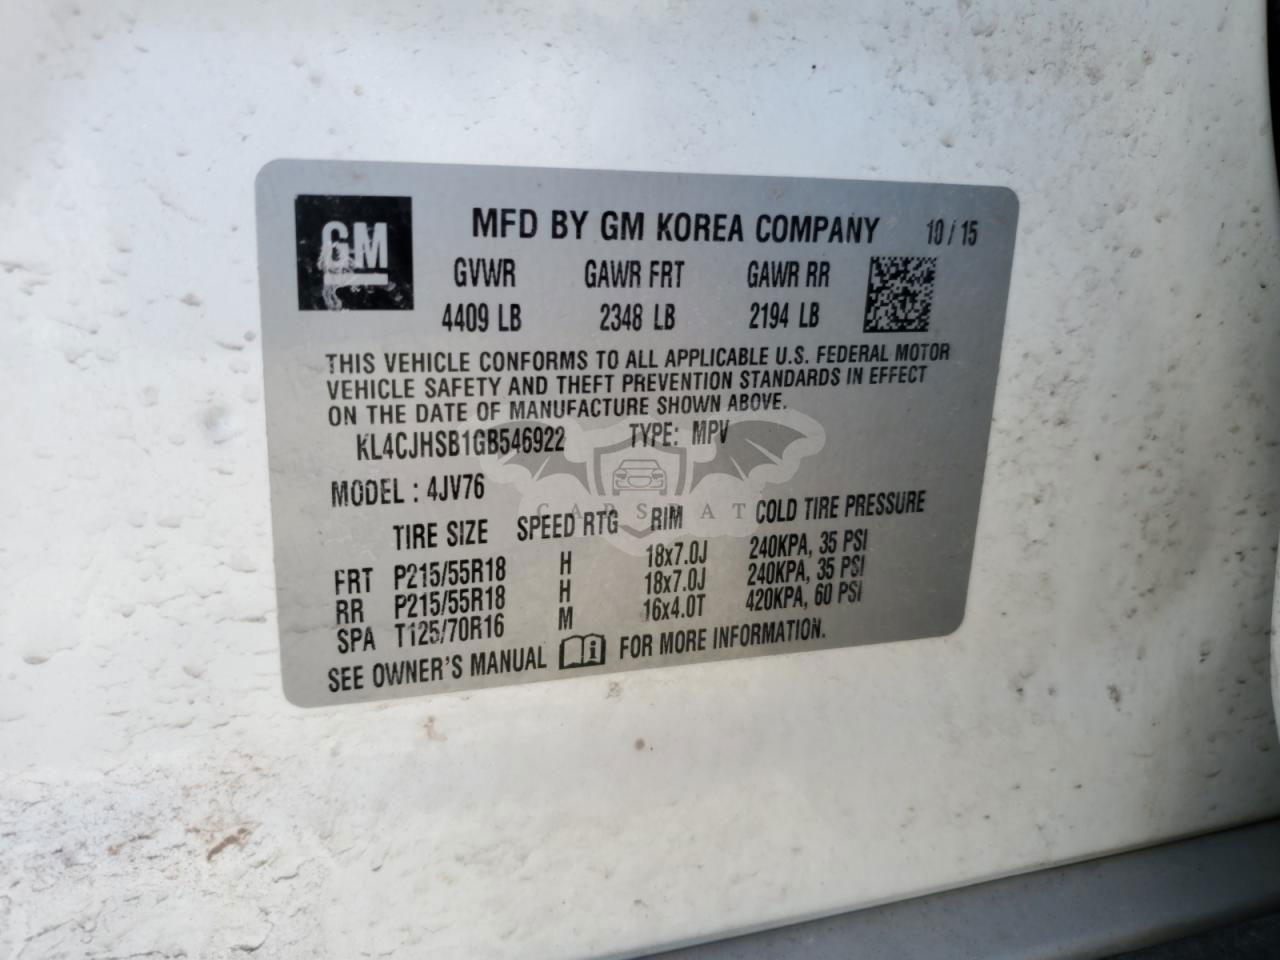 GM
MFD BY GM KOREA COMPANY 10/15
GVWR GAWR FRT GAWR RR
4409 LB 2348 LB 2194 LB
THIS VEHICLE CONFORMS TO ALL APPLICABLE U.S. FEDERAL MOTOR
VEHICLE SAFETY AND THEFT PREVENTION STANDARDS IN EFFECT
ON THE DATE OF MANUFACTURE SHOWN ABOVE.
KL4CJHSB1GB546922 TYPE: MPV
MODEL : 4JV76
CARSBAT
TIRE SIZE SPEED RTG RIM COLD TIRE PRESSURE
FRT P215/55R18 H 18x7.0J 240KPA, 35 PSI
RR P215/55R18 H 18x7.0J 240KPA, 35 PSI
SPA T125/70R16 M 16x4.0T 420KPA, 60 PSI
SEE OWNER'S MANUAL i FOR MORE INFORMATION.